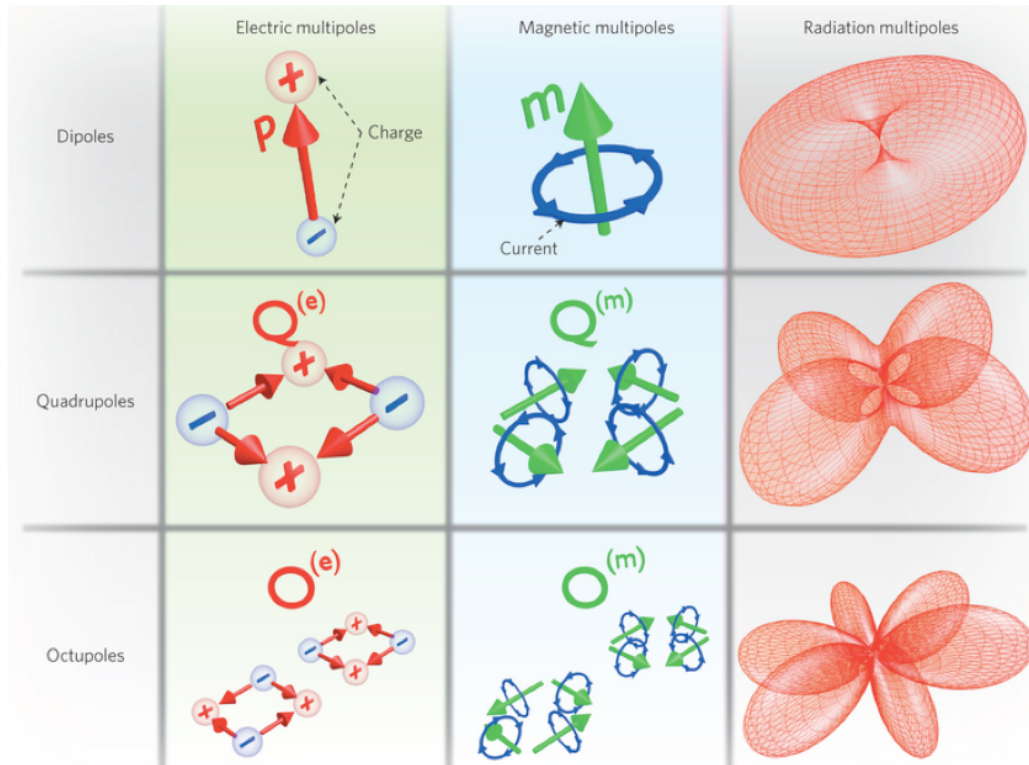 Electric multipoles
Magnetic multipoles
Radiation multipoles
Dipoles
+
p
Charge
−
m
Current
Quadrupoles
Q(e)
+
−
−
+
Q(m)
Octupoles
O(e)
+
−
−
+
−
+
+
−
O(m)